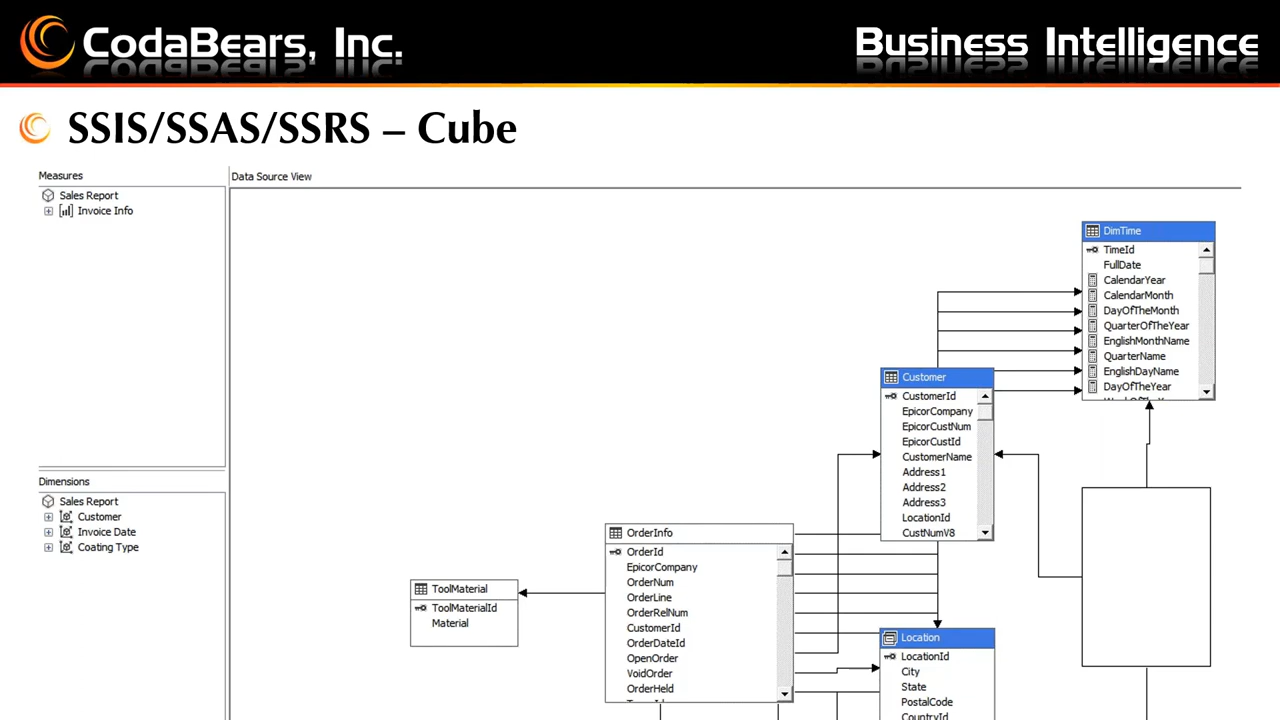 CodaBears, Inc.
Business Intelligence
SSIS/SSAS/SSRS – Cube
Measures
Sales Report
Invoice Info
Dimensions
Sales Report
Customer
Invoice Date
Coating Type
Data Source View
DimTime
TimeId
FullDate
CalendarYear
CalendarMonth
DayOfTheMonth
QuarterOfTheYear
EnglishMonthName
QuarterName
EnglishDayName
DayOfTheYear
Customer
CustomerId
EpicorCompany
EpicorCustNum
EpicorCustId
CustomerName
Address1
Address2
Address3
LocationId
CustNumV8
OrderInfo
OrderId
EpicorCompany
OrderNum
OrderLine
OrderRelNum
CustomerId
OrderDateId
OpenOrder
VoidOrder
OrderHeld
ToolMaterial
ToolMaterialId
Material
Location
LocationId
City
State
PostalCode
CountryId